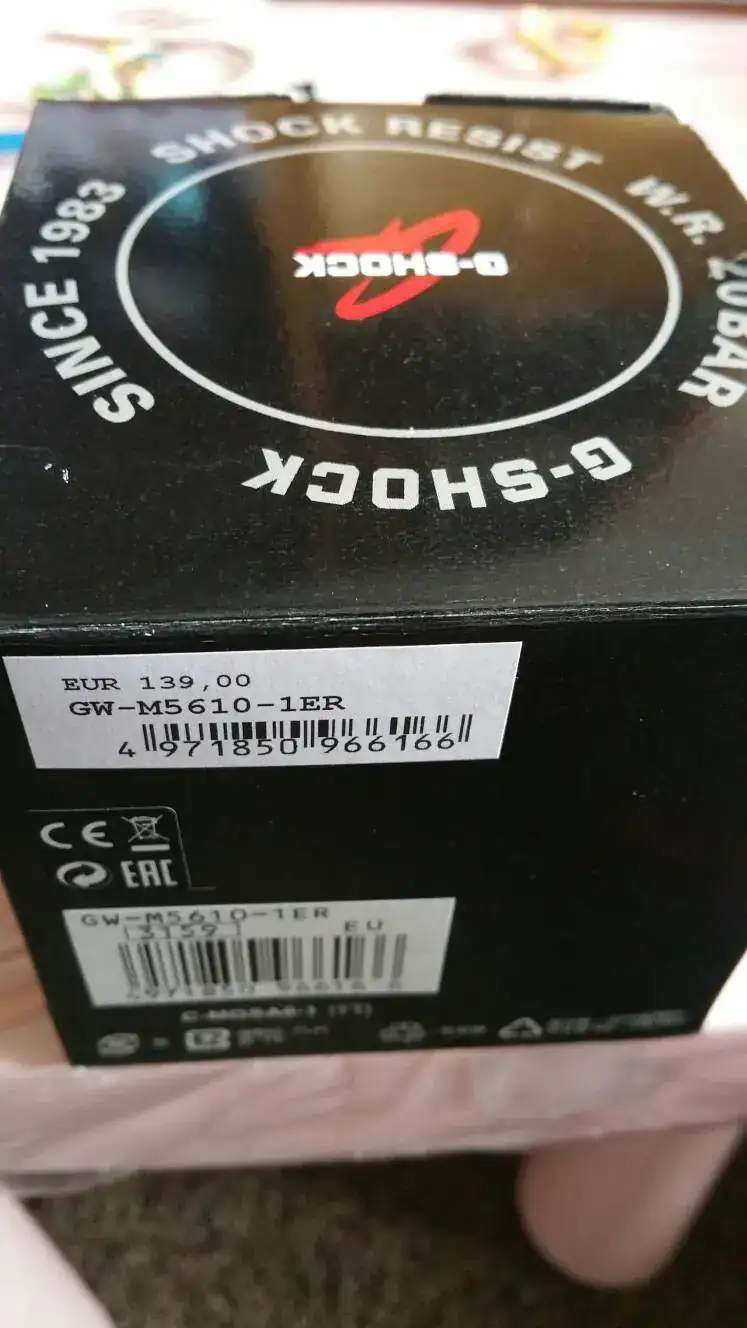 SHOCK RESIST
W.R. 20BAR
SINCE 1983
G-SHOCK
G-SHOCK
EUR 139,00
GW-M5610-1ER
4 971850 966166
CE
EAC
GW-M5610-1ER
3159 EU